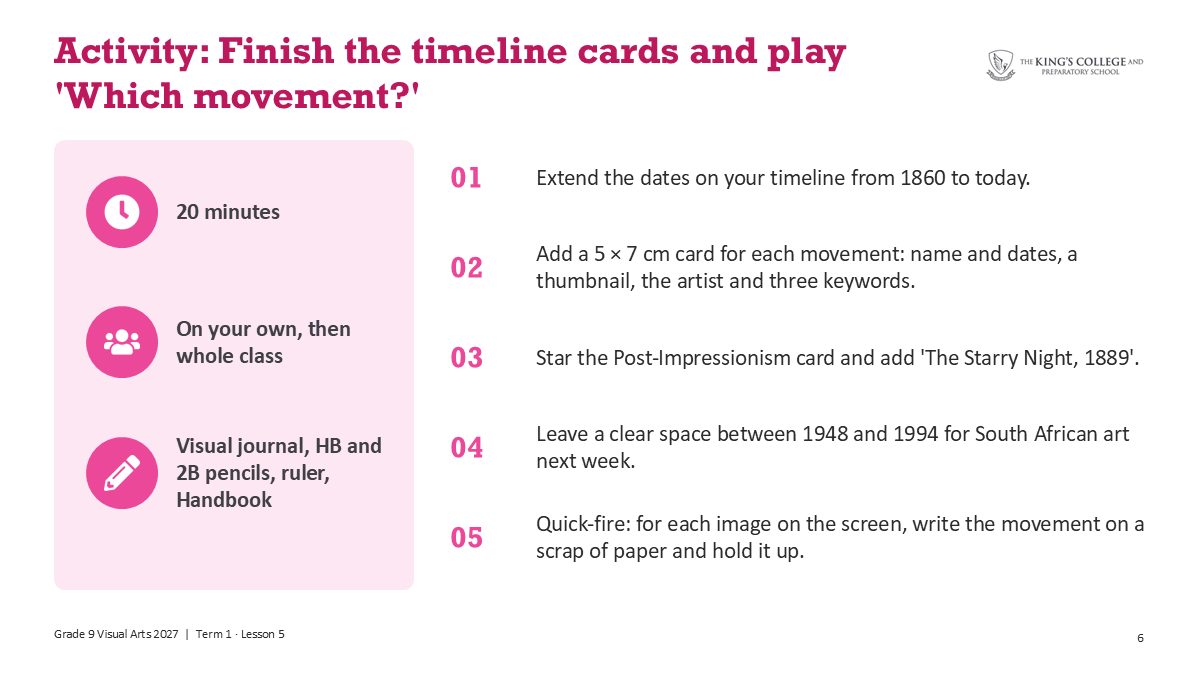 Activity: Finish the timeline cards and play
'Which movement?'
THE KING'S COLLEGE AND
PREPARATORY SCHOOL
20 minutes
On your own, then
whole class
Visual journal, HB and
2B pencils, ruler,
Handbook
01
Extend the dates on your timeline from 1860 to today.
02
Add a 5 × 7 cm card for each movement: name and dates, a
thumbnail, the artist and three keywords.
03
Star the Post-Impressionism card and add 'The Starry Night, 1889'.
04
Leave a clear space between 1948 and 1994 for South African art
next week.
05
Quick-fire: for each image on the screen, write the movement on a
scrap of paper and hold it up.
Grade 9 Visual Arts 2027 | Term 1 · Lesson 5
6